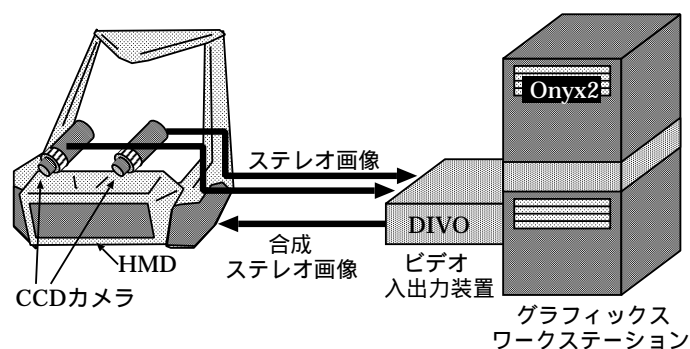 Onyx2
ステレオ画像
DIVO
合成
ステレオ画像
HMD
CCDカメラ
ビデオ
入出力装置
グラフィックス
ワークステーション